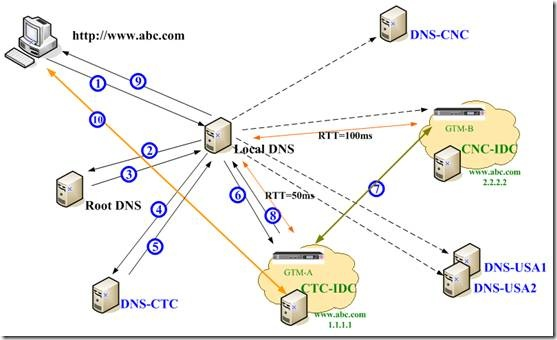 http://www.abc.com
DNS-CNC
1
9
10
GTM-B
RTT=100ms
Local DNS
2
CNC-IDC
3
www.abc.com
2.2.2.2
7
RTT=50ms
6
8
4
Root DNS
5
GTM-A
DNS-USA1
CTC-IDC
DNS-USA2
DNS-CTC
www.abc.com
1.1.1.1